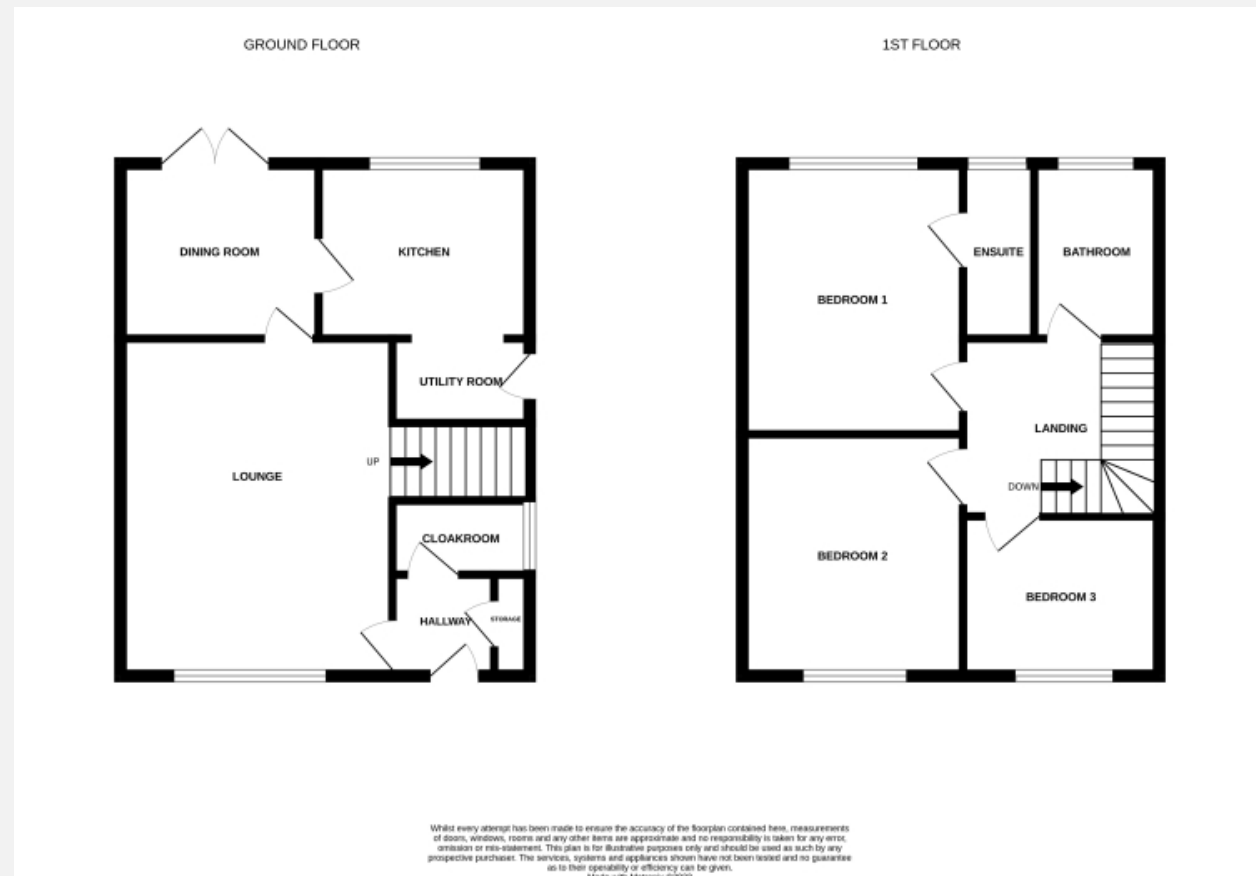 GROUND FLOOR
1ST FLOOR
DINING ROOM
KITCHEN
UTILITY ROOM
UP
LOUNGE
CLOAKROOM
HALLWAY
STORAGE
ENSUITE
BATHROOM
BEDROOM 1
LANDING
DOWN
BEDROOM 2
BEDROOM 3
Whilst every attempt has been made to ensure the accuracy of the floorplan contained here, measurements
of doors, windows, rooms and any other items are approximate and no responsibility is taken for any error,
omission or mis-statement. This plan is for illustrative purposes only and should be used as such by any
prospective purchaser. The services, systems and appliances shown have not been tested and no guarantee
as to their operability or efficiency can be given.
Made with Metropix